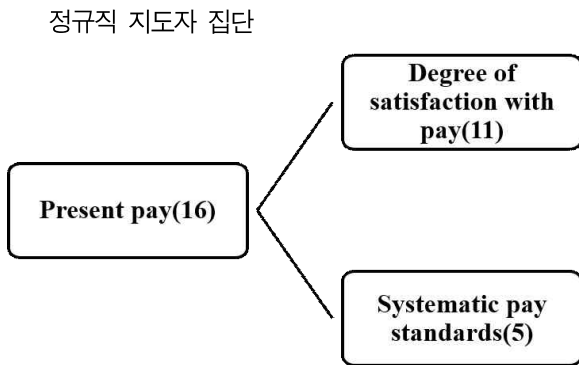 정규직 지도자 집단
Degree of
satisfaction with
pay(11)
Present pay(16)
Systematic pay
standards(5)